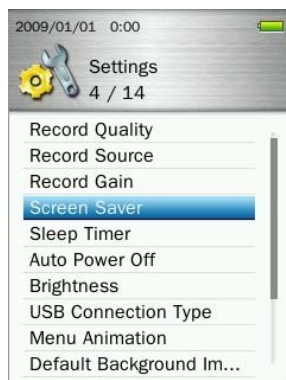 2009/01/01 0:00
Settings
4 / 14
Record Quality
Record Source
Record Gain
Screen Saver
Sleep Timer
Auto Power Off
Brightness
USB Connection Type
Menu Animation
Default Background Im...